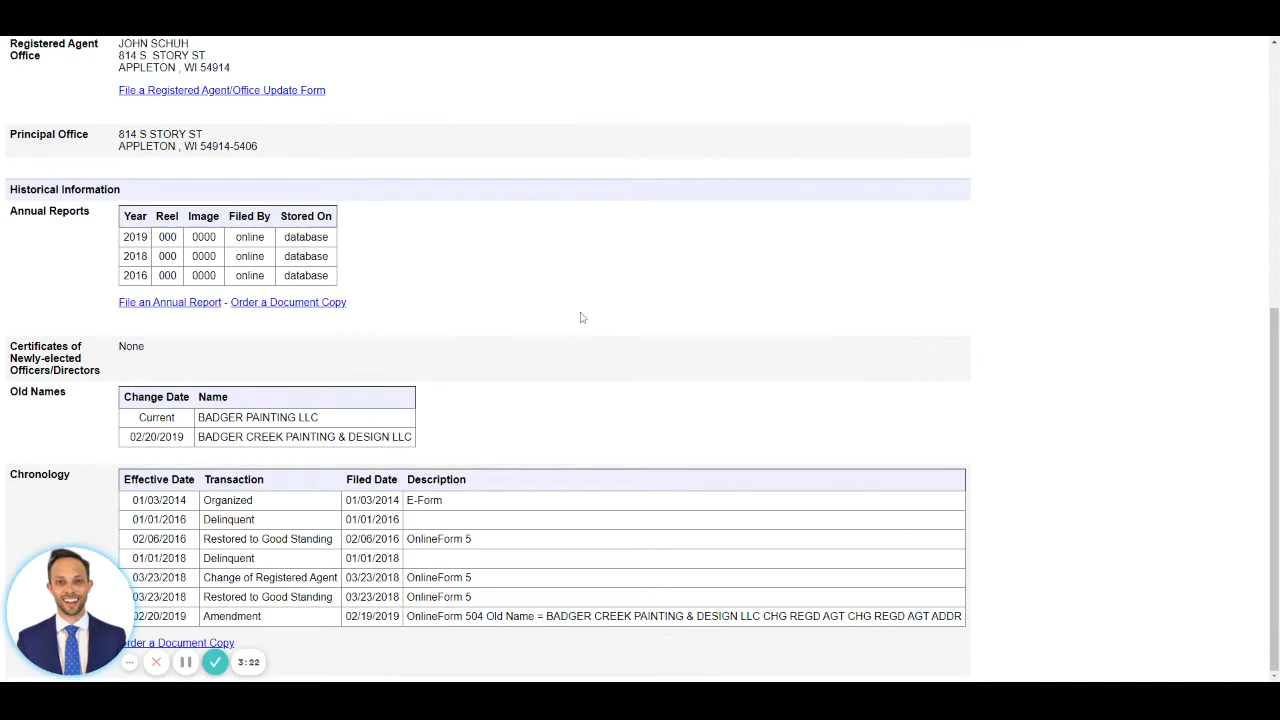 Registered Agent Office
JOHN SCHUH
814 S. STORY ST.
APPLETON , WI 54914
File a Registered Agent/Office Update Form
Principal Office
814 S STORY ST
APPLETON , WI 54914-5406
Historical Information
Annual Reports
Year Reel Image Filed By Stored On
2019 000 0000 online database
2018 000 0000 online database
2016 000 0000 online database
File an Annual Report - Order a Document Copy
Certificates of Newly-elected Officers/Directors
None
Old Names
Change Date Name
Current BADGER PAINTING LLC
02/20/2019 BADGER CREEK PAINTING & DESIGN LLC
Chronology
Effective Date Transaction Filed Date Description
01/03/2014 Organized 01/03/2014 E-Form
01/01/2016 Delinquent 01/01/2016
02/06/2016 Restored to Good Standing 02/06/2016 OnlineForm 5
01/01/2018 Delinquent 01/01/2018
03/23/2018 Change of Registered Agent 03/23/2018 OnlineForm 5
03/23/2018 Restored to Good Standing 03/23/2018 OnlineForm 5
02/20/2019 Amendment 02/19/2019 OnlineForm 504 Old Name = BADGER CREEK PAINTING & DESIGN LLC CHG REGD AGT CHG REGD AGT ADDR
Order a Document Copy
3:22